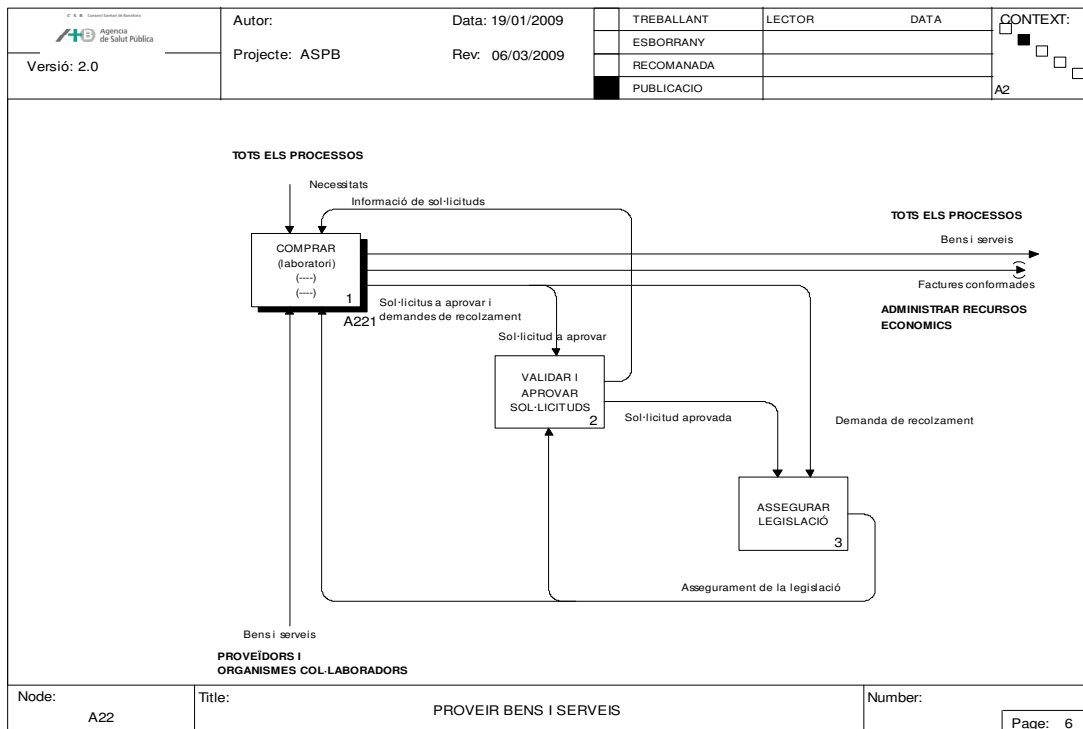 C S B Consorci Sanitari de Barcelona
Agencia
de Salut Pública
Versió: 2.0
Autor:
Data: 19/01/2009
Projecte: ASPB
Rev: 06/03/2009
TREBALLANT
LECTOR
DATA
ESBORRANY
RECOMANADA
PUBLICACIO
CONTEXT:
A2
TOTS ELS PROCESSOS
Necessitats
Informació de sol·licituds
TOTS ELS PROCESSOS
Bens i serveis
COMPRAR
(laboratori)
(----)
(----)
1
A221
Factures conformades
ADMINISTRAR RECURSOS
ECONOMICS
Sol·licitus a aprovar i
demandes de recolzament
Sol·licitud a aprovar
VALIDAR I
APROVAR
SOL·LICITUDS
2
Sol·licitud aprovada
Demanda de recolzament
ASSEGURAR
LEGISLACIÓ
3
Assegurament de la legislació
Bens i serveis
PROVEÏDORS I
ORGANISMES COL·LABORADORS
Node:
A22
Title:
PROVEIR BENS I SERVEIS
Number:
Page: 6